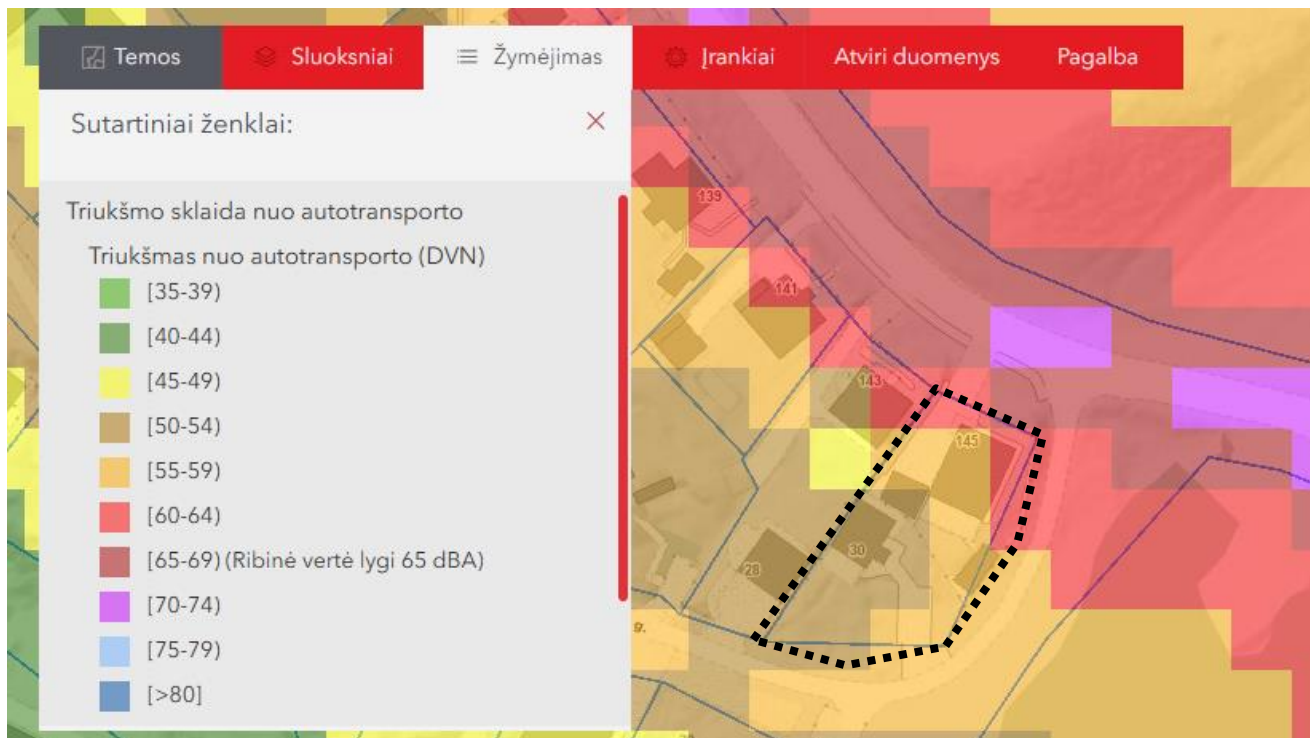 Temos Sluoksniai Žymėjimas Įrankiai Atviri duomenys Pagalba
Sutartiniai ženklai:
Triukšmo sklaida nuo autotransporto
Triukšmas nuo autotransporto (DVN)
[35-39)
[40-44)
[45-49)
[50-54)
[55-59)
[60-64)
[65-69) (Ribinė vertė lygi 65 dBA)
[70-74)
[75-79)
[>80]
139
141
143
145
30
28
g.